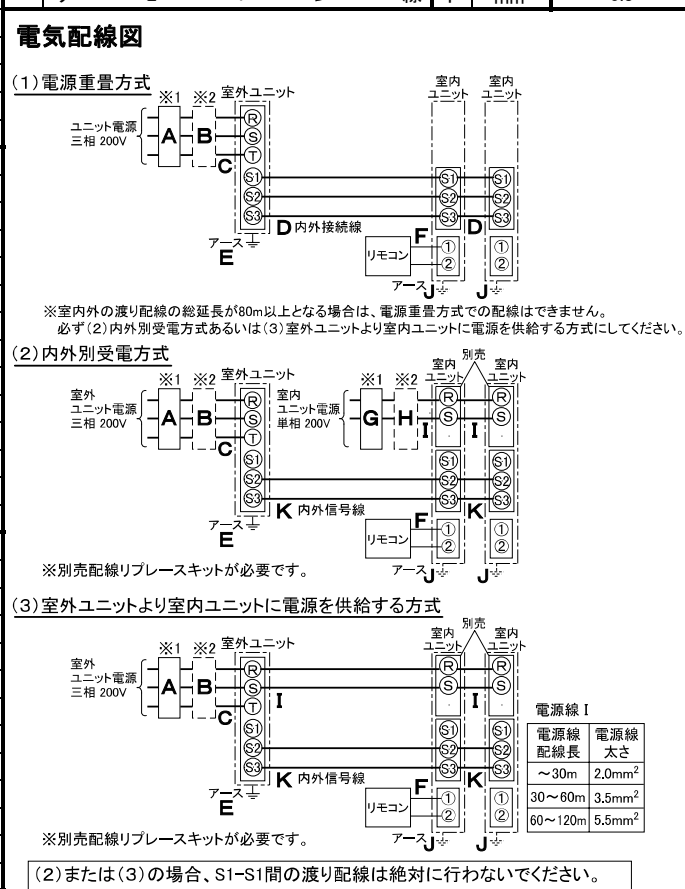 電気配線図
(1)電源重畳方式
※1 ※2 室外ユニット
室内ユニット 室内ユニット
ユニット電源
三相 200V
A B C
R
S
T
S1 S1 S1
S2 S2 S2
S3 S3 S3
D 内外接続線 D
アース
E
F
リモコン
① ①
② ②
アース J J
※室内外の渡り配線の総延長が80m以上となる場合は、電源重畳方式での配線はできません。
必ず(2)内外別受電方式あるいは(3)室外ユニットより室内ユニットに電源を供給する方式にしてください。
(2)内外別受電方式
別売
※1 ※2 室外ユニット
※1 ※2 室内ユニット 室内ユニット
室外
ユニット電源
三相 200V
A B C
室内
ユニット電源
単相 200V
G H I I
R R R
S S S
T
S1 S1 S1
S2 S2 S2
S3 S3 S3
K 内外信号線 K
アース
E
F
リモコン
① ①
② ②
アース J J
※別売配線リプレースキットが必要です。
(3)室外ユニットより室内ユニットに電源を供給する方式
別売
※1 ※2 室外ユニット
室内ユニット 室内ユニット
室外
ユニット電源
三相 200V
A B C
R R R
S S S
T
I I
S1 S1 S1
S2 S2 S2
S3 S3 S3
K 内外信号線 K
アース
E
F
リモコン
① ①
② ②
アース J J
電源線 I
電源線配線長 電源線太さ
～30m 2.0mm²
30～60m 3.5mm²
60～120m 5.5mm²
※別売配線リプレースキットが必要です。
(2)または(3)の場合、S1-S1間の渡り配線は絶対に行わないでください。